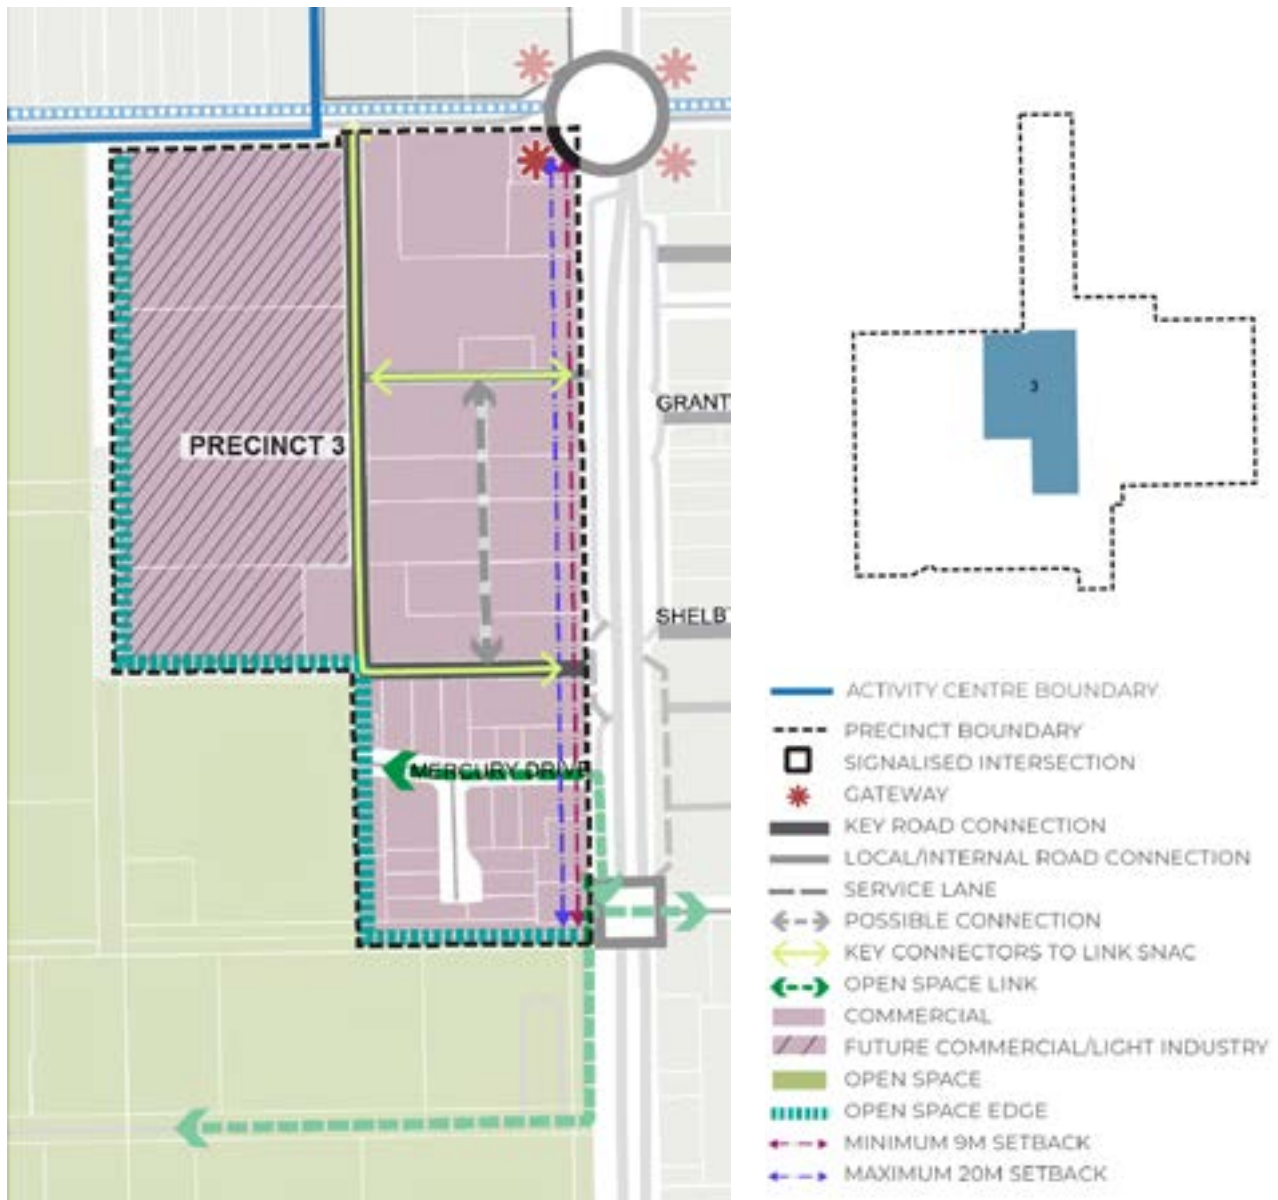 PRECINCT 3
GRANT
SHELB
MERCURY DRIVE
3
ACTIVITY CENTRE BOUNDARY
PRECINCT BOUNDARY
SIGNALISED INTERSECTION
GATEWAY
KEY ROAD CONNECTION
LOCAL/INTERNAL ROAD CONNECTION
SERVICE LANE
POSSIBLE CONNECTION
KEY CONNECTORS TO LINK SNAC
OPEN SPACE LINK
COMMERCIAL
FUTURE COMMERCIAL/LIGHT INDUSTRY
OPEN SPACE
OPEN SPACE EDGE
MINIMUM 9M SETBACK
MAXIMUM 20M SETBACK